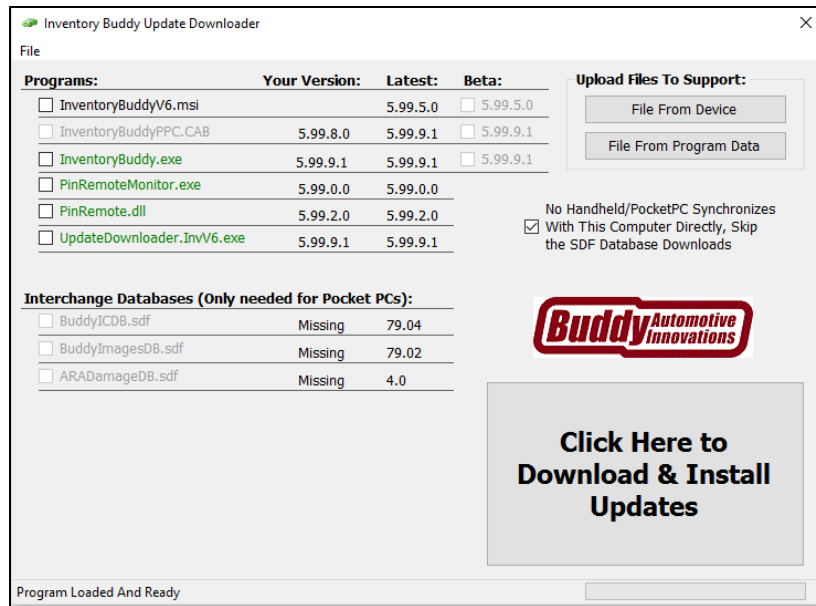 Inventory Buddy Update Downloader
File
Programs: Your Version: Latest: Beta:
InventoryBuddyV6.msi 5.99.5.0 5.99.5.0
InventoryBuddyPPC.CAB 5.99.8.0 5.99.9.1 5.99.9.1
InventoryBuddy.exe 5.99.9.1 5.99.9.1 5.99.9.1
PinRemoteMonitor.exe 5.99.0.0 5.99.0.0
PinRemote.dll 5.99.2.0 5.99.2.0
UpdateDownloader.InvV6.exe 5.99.9.1 5.99.9.1
Upload Files To Support:
File From Device
File From Program Data
No Handheld/PocketPC Synchronizes
With This Computer Directly, Skip
the SDF Database Downloads
Interchange Databases (Only needed for Pocket PCs):
BuddyICDB.sdf Missing 79.04
BuddyImagesDB.sdf Missing 79.02
ARADamageDB.sdf Missing 4.0
Buddy Automotive
Innovations
Click Here to
Download & Install
Updates
Program Loaded And Ready